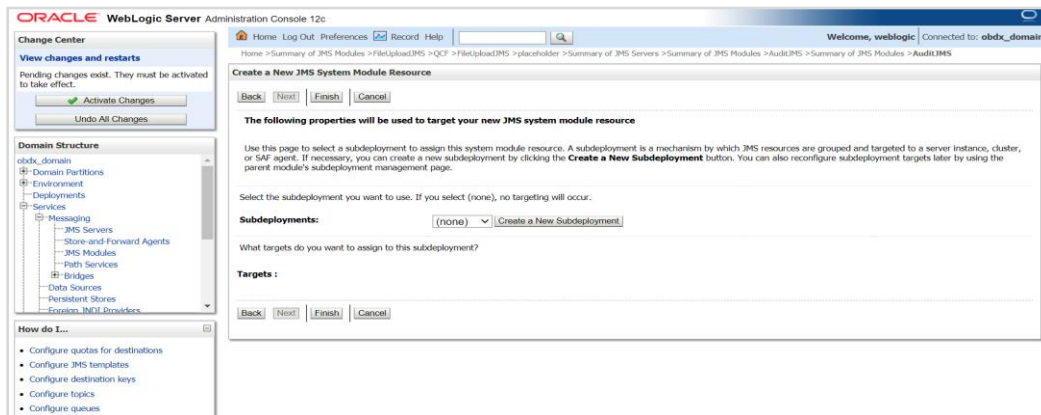 ORACLE WebLogic Server Administration Console 12c
Change Center
View changes and restarts
Pending changes exist. They must be activated
to take effect.
Activate Changes
Undo All Changes
Domain Structure
obdx_domain
Domain Partitions
Environment
Deployments
Services
Messaging
JMS Servers
Store-and-Forward Agents
JMS Modules
Path Services
Bridges
Data Sources
Persistent Stores
Foreign JNDI Providers
How do I...
Configure quotas for destinations
Configure JMS templates
Configure destination keys
Configure topics
Configure queues
Home Log Out Preferences Record Help
Welcome, weblogic Connected to: obdx_domain
Home >Summary of JMS Modules >FileUploadJMS >QCF >FileUploadJMS >placeholder >Summary of JMS Servers >Summary of JMS Modules >AuditJMS >Summary of JMS Modules >AuditJMS
Create a New JMS System Module Resource
Back Next Finish Cancel
The following properties will be used to target your new JMS system module resource
Use this page to select a subdeployment to assign this system module resource. A subdeployment is a mechanism by which JMS resources are grouped and targeted to a server instance, cluster,
or SAF agent. If necessary, you can create a new subdeployment by clicking the Create a New Subdeployment button. You can also reconfigure subdeployment targets later by using the
parent module's subdeployment management page.
Select the subdeployment you want to use. If you select (none), no targeting will occur.
Subdeployments: (none) Create a New Subdeployment
What targets do you want to assign to this subdeployment?
Targets :
Back Next Finish Cancel